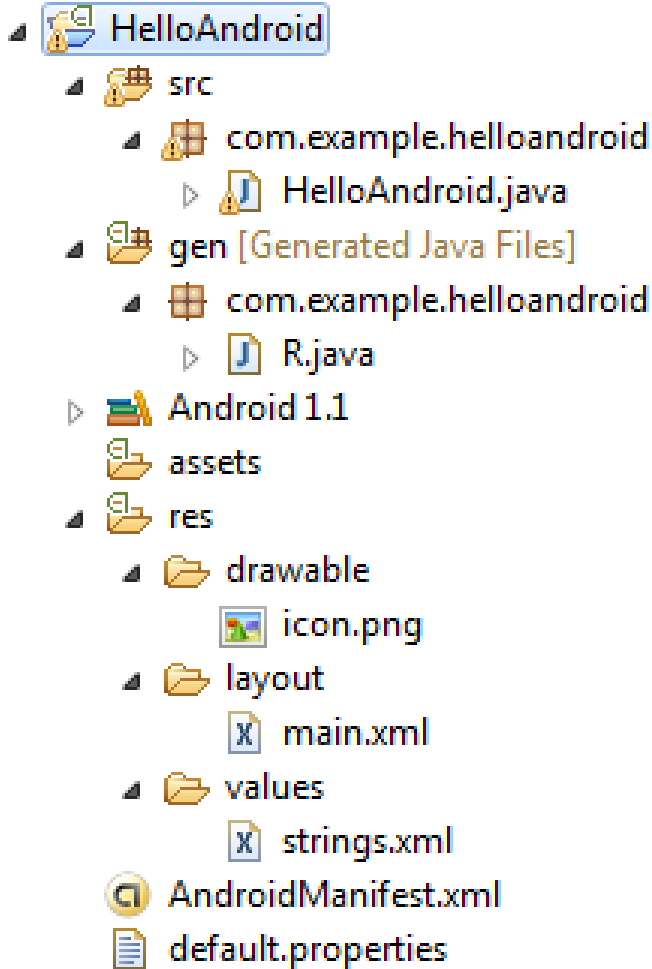 HelloAndroid
src
com.example.helloandroid
HelloAndroid.java
gen [Generated Java Files]
com.example.helloandroid
R.java
Android 1.1
assets
res
drawable
icon.png
layout
main.xml
values
strings.xml
AndroidManifest.xml
default.properties